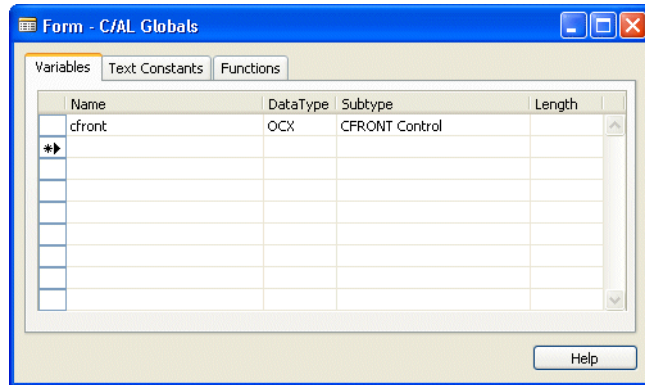 Form - C/AL Globals
Variables Text Constants Functions
Name DataType Subtype Length
cfront OCX CFRONT Control
Help